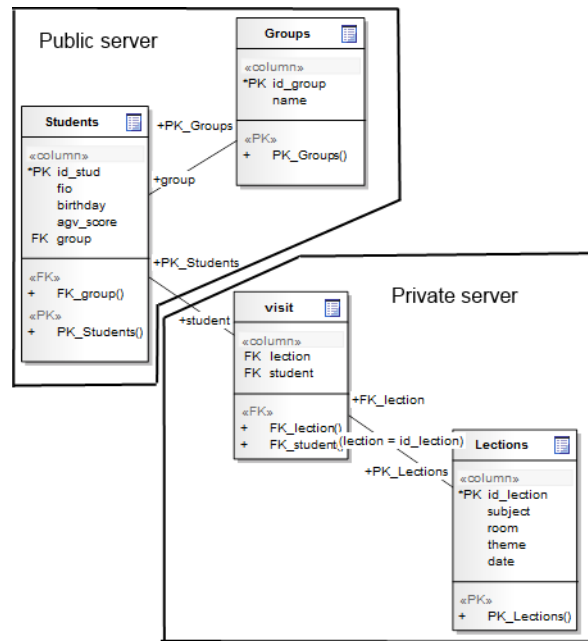 Public server
Groups
«column»
*PK id_group
name
«PK»
+ PK_Groups()
Students
«column»
*PK id_stud
fio
birthday
agv_score
FK group
«FK»
+ FK_group()
«PK»
+ PK_Students()
+PK_Groups
+group
+PK_Students
+student
Private server
visit
«column»
FK lection
FK student
«FK»
+ FK_lection()
+ FK_student(
+FK_lection
(lection = id_lection)
+PK_Lections
Lections
«column»
*PK id_lection
subject
room
theme
date
«PK»
+ PK_Lections()